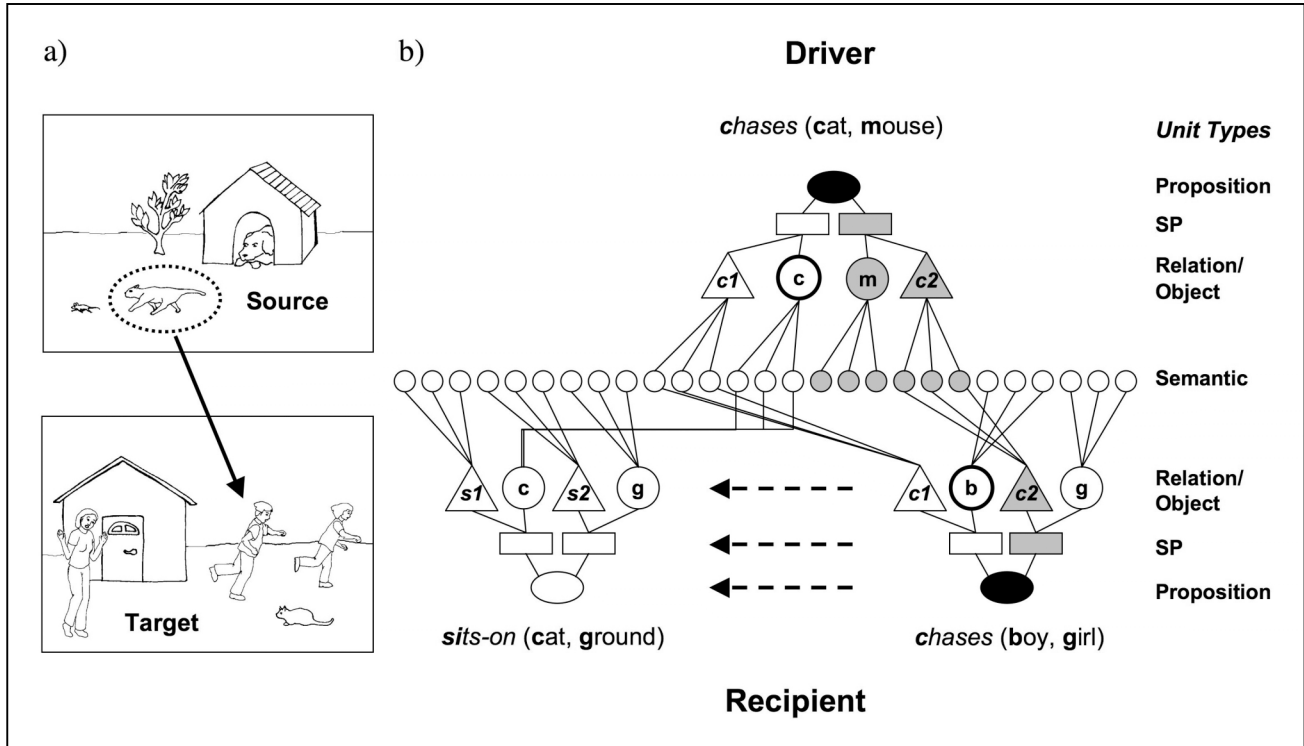 a)
b)
Driver
chases (cat, mouse)
Unit Types
Proposition
SP
c1
c
m
c2
Relation/
Object
Source
Semantic
s1
c
s2
g
c1
b
c2
g
Relation/
Object
SP
Proposition
Target
sits-on (cat, ground)
chases (boy, girl)
Recipient